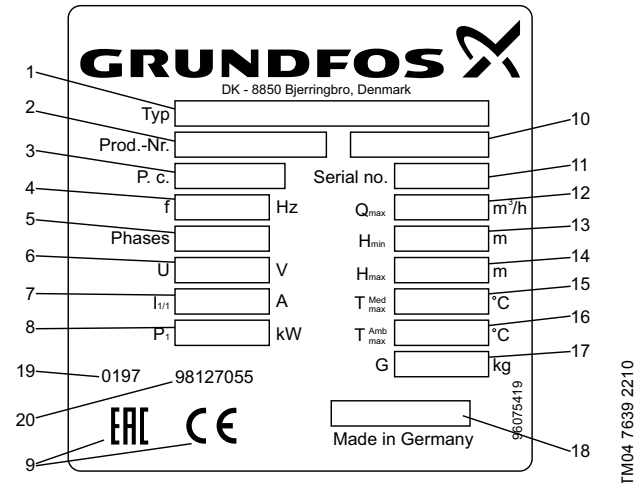 GRUNDFOS
DK - 8850 Bjerringbro, Denmark
1 Typ
2 Prod.-Nr. 10
3 P. c. Serial no. 11
4 f Hz Qmax m³/h 12
5 Phases Hmin m 13
6 U V Hmax m 14
7 I1/1 A T Med max °C 15
8 P1 kW T Amb max °C 16
G kg 17
19 0197 20 98127055
9 EAC CE
Made in Germany 18
96075419
TM04 7639 2210